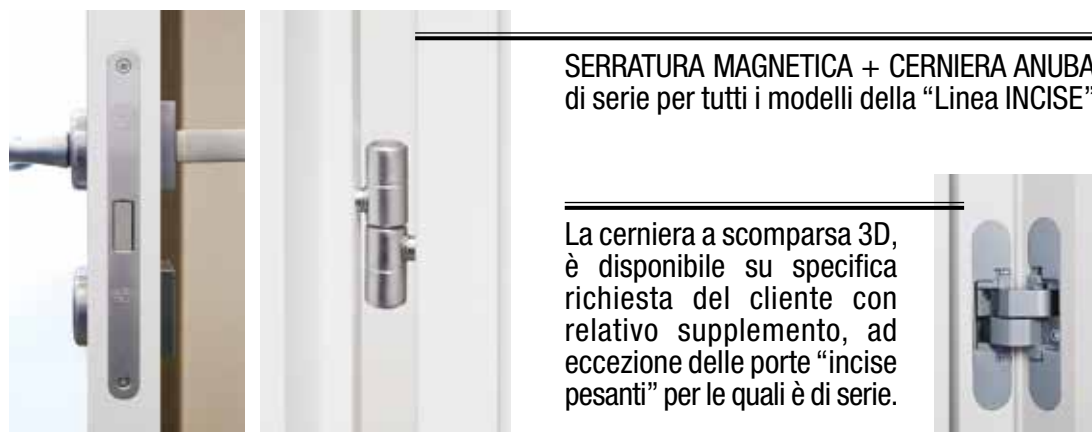 SERRATURA MAGNETICA + CERNIERA ANUBA
di serie per tutti i modelli della “Linea INCISE”
La cerniera a scomparsa 3D,
è disponibile su specifica
richiesta del cliente con
relativo supplemento, ad
eccezione delle porte “incise
pesanti” per le quali è di serie.